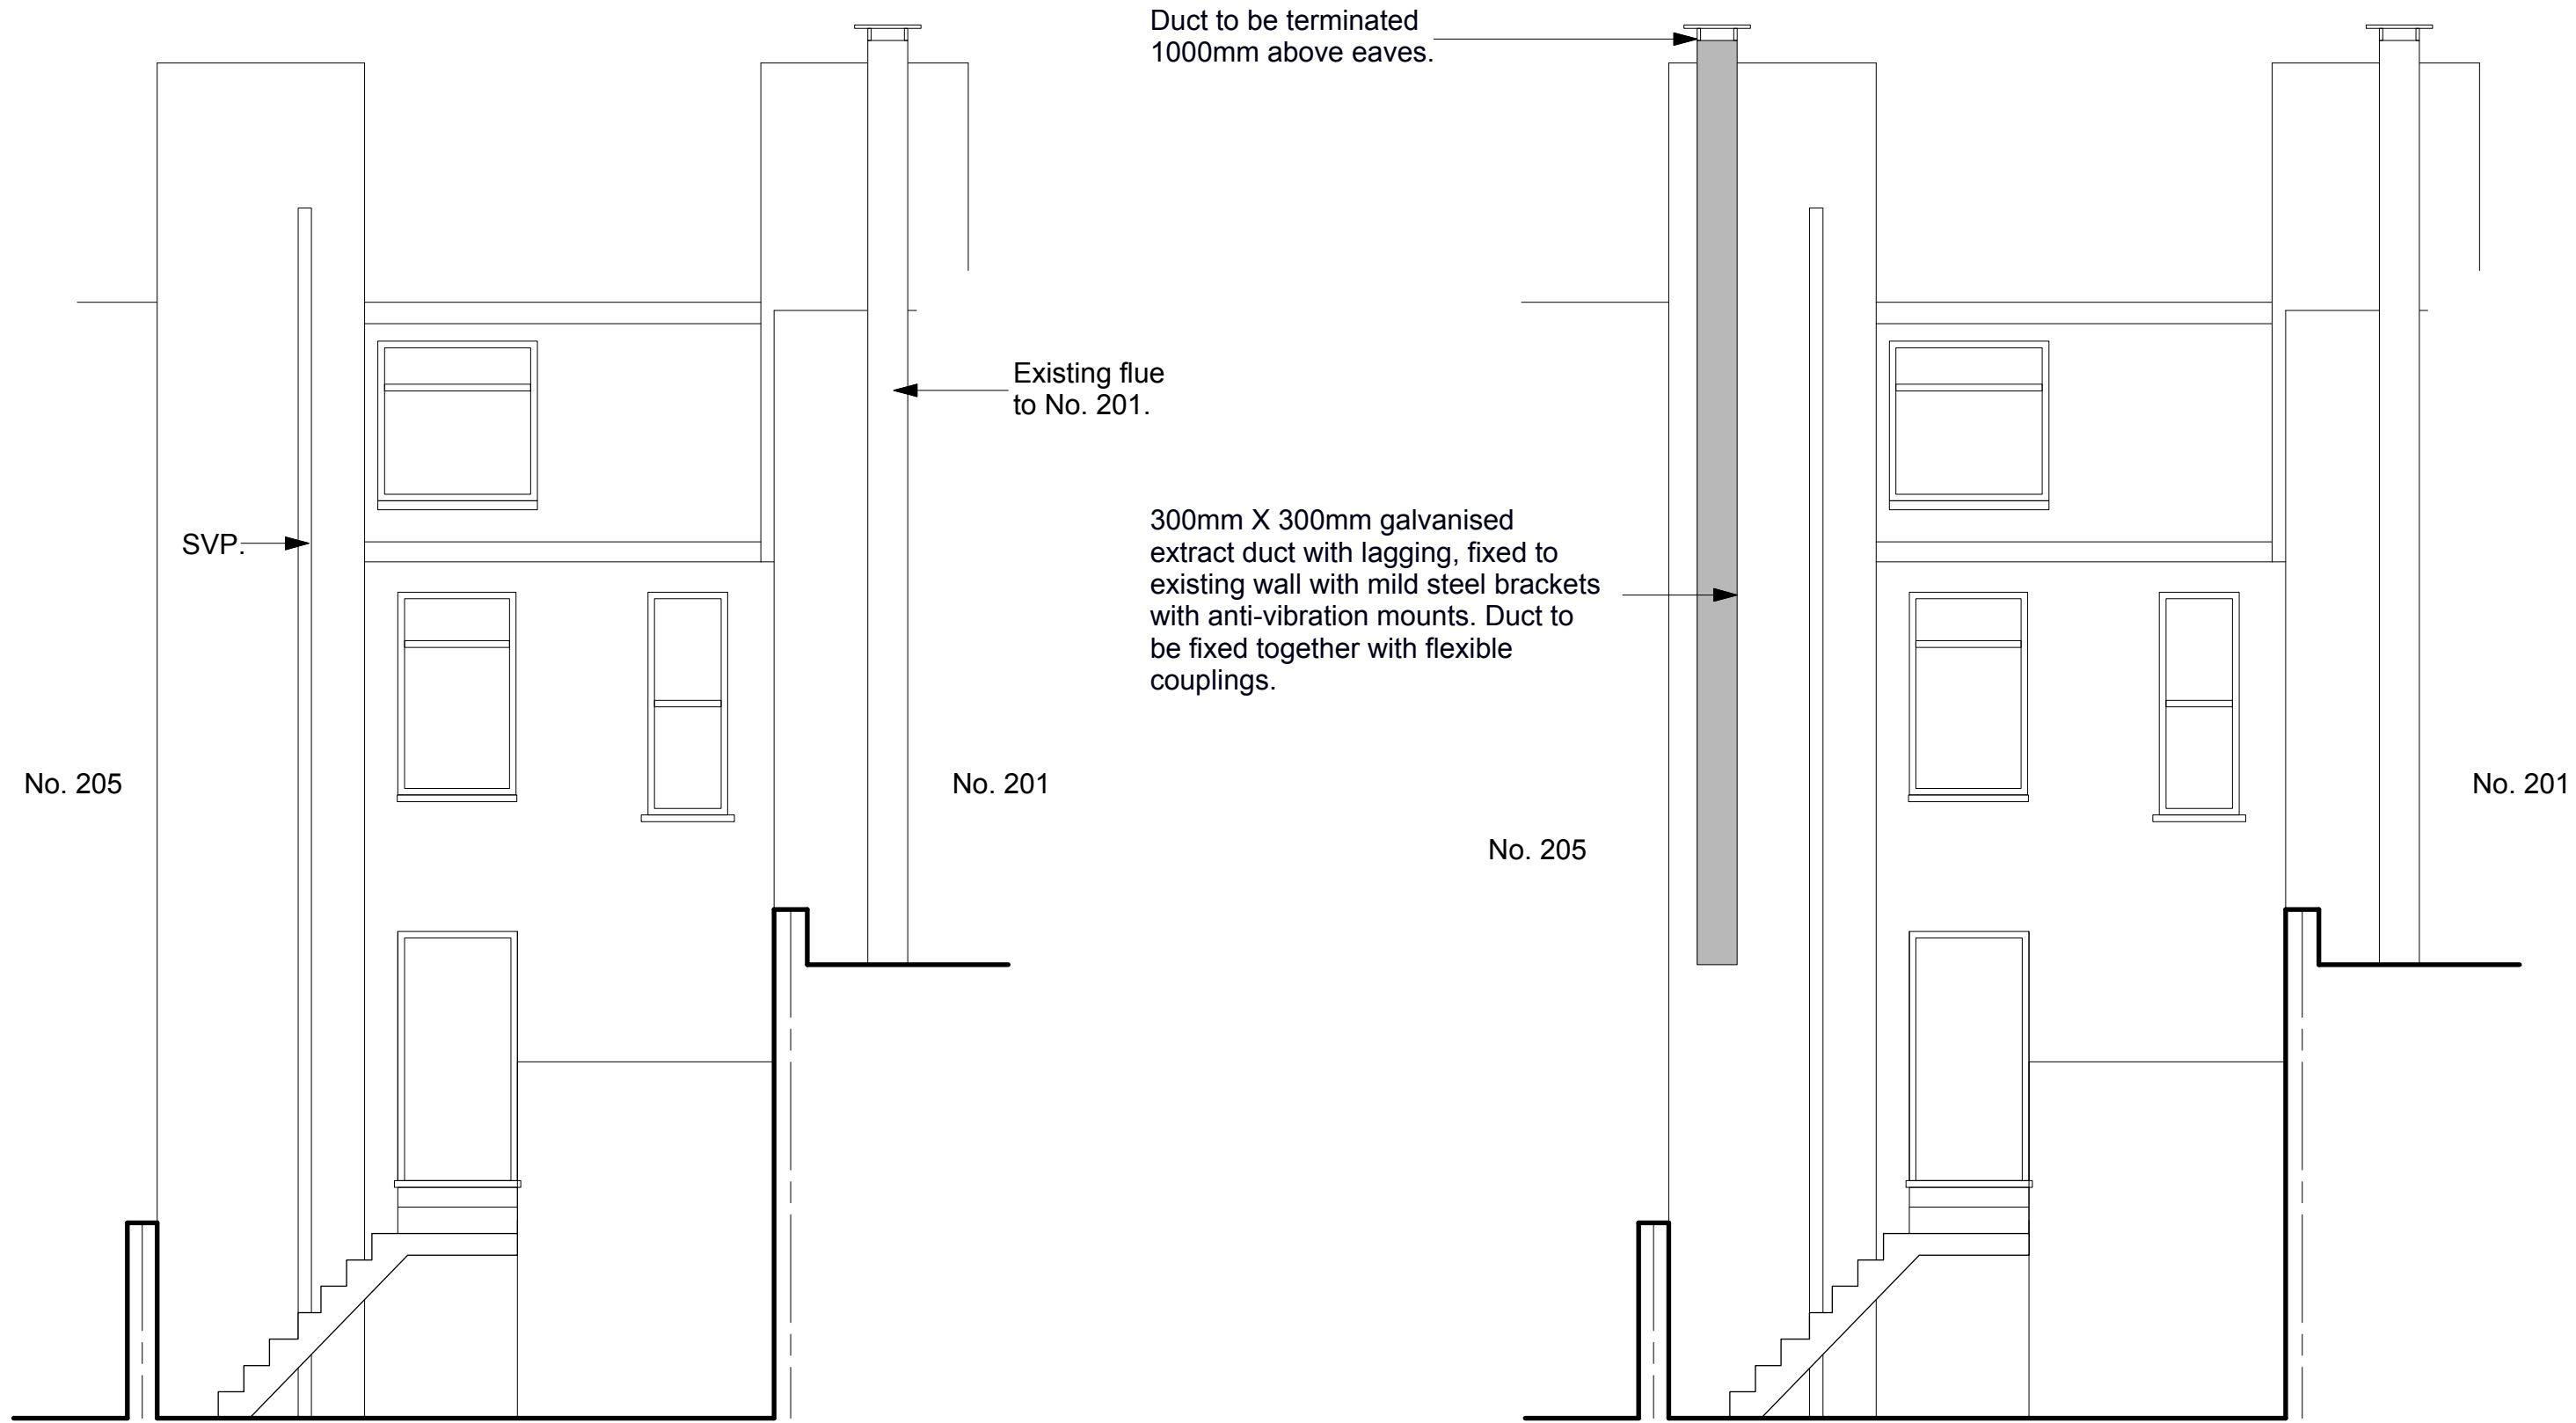 Duct to be terminated
1000mm above eaves.
Existing flue
to No. 201.
SVP.
300mm X 300mm galvanised
extract duct with lagging, fixed to
existing wall with mild steel brackets
with anti-vibration mounts. Duct to
be fixed together with flexible
couplings.
No. 205
No. 201
No. 205
No. 201